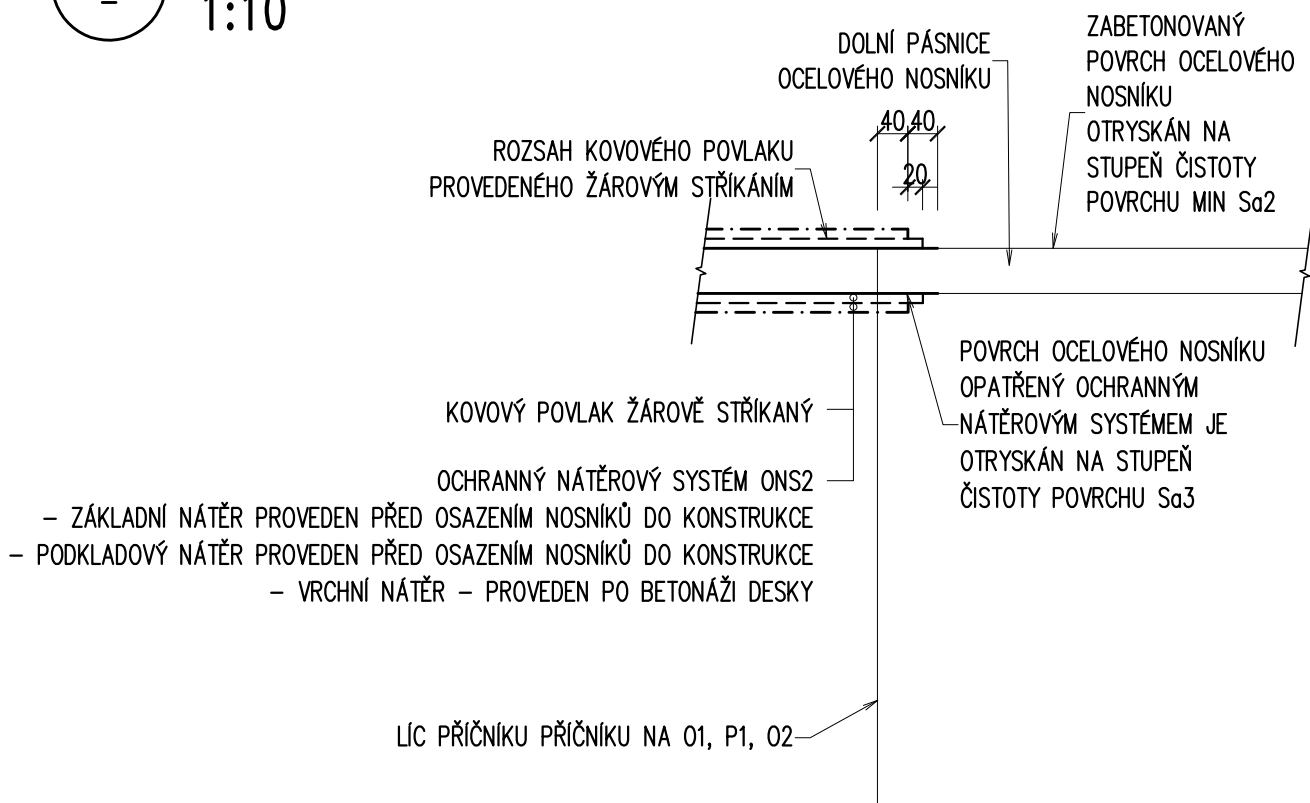 1:10
DOLNÍ PÁSNICE
OCELOVÉHO NOSNÍKU
ZABETONOVANÝ
POVRCH OCELOVÉHO
NOSNÍKU
OTRYSKÁN NA
STUPEŇ ČISTOTY
POVRCHU MIN Sa2
40 40
20
ROZSAH KOVOVÉHO POVLAKU
PROVEDENÉHO ŽÁROVÝM STŘÍKÁNÍM
POVRCH OCELOVÉHO NOSNÍKU
OPATŘENÝ OCHRANNÝM
NÁTĚROVÝM SYSTÉMEM JE
OTRYSKÁN NA STUPEŇ
ČISTOTY POVRCHU Sa3
KOVOVÝ POVLAK ŽÁROVĚ STŘÍKANÝ
OCHRANNÝ NÁTĚROVÝ SYSTÉM ONS2
– ZÁKLADNÍ NÁTĚR PROVEDEN PŘED OSAZENÍM NOSNÍKŮ DO KONSTRUKCE
– PODKLADOVÝ NÁTĚR PROVEDEN PŘED OSAZENÍM NOSNÍKŮ DO KONSTRUKCE
– VRCHNÍ NÁTĚR – PROVEDEN PO BETONÁŽI DESKY
LÍC PŘÍČNÍKU PŘÍČNÍKU NA O1, P1, O2